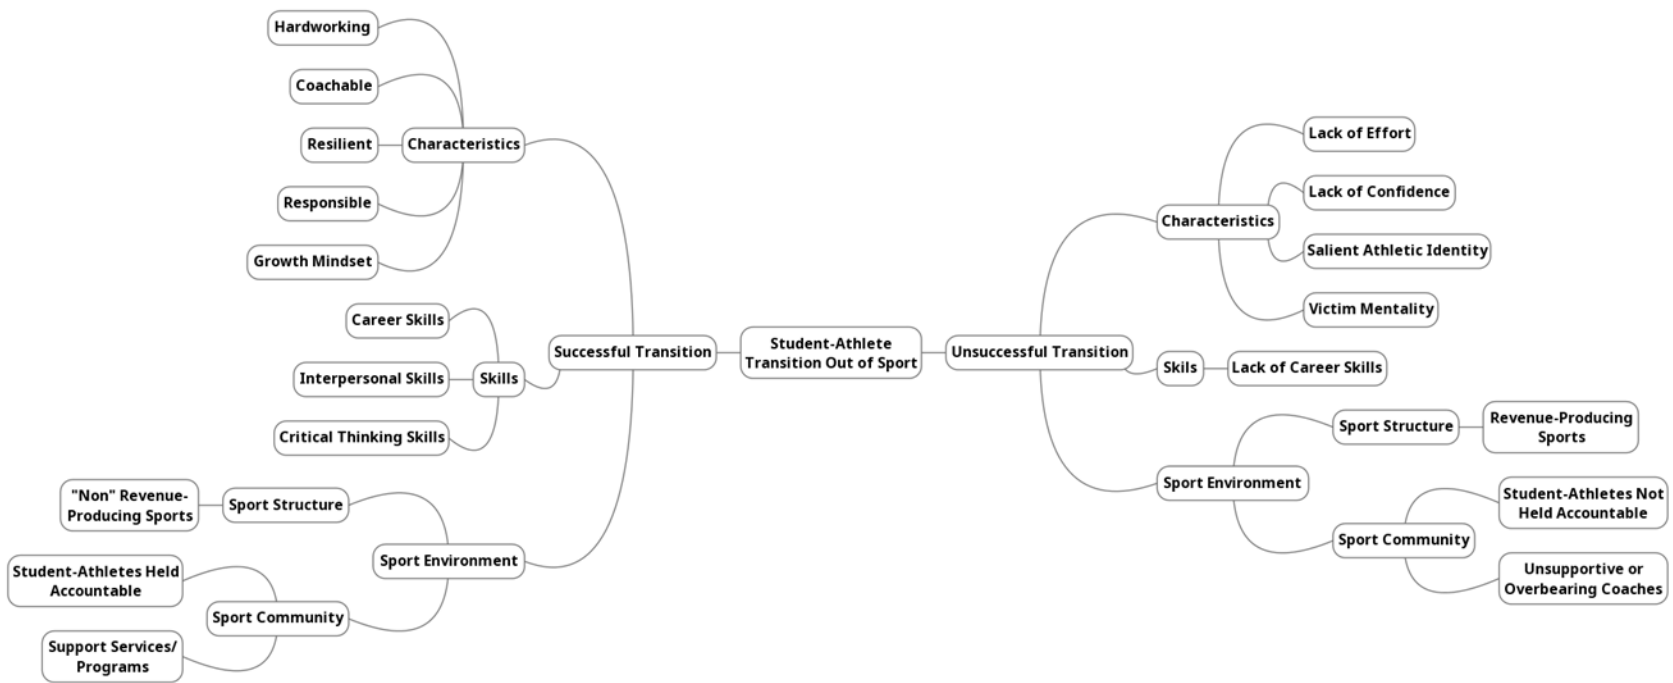 Hardworking
Coachable
Resilient
Characteristics
Responsible
Growth Mindset
Career Skills
Interpersonal Skills
Skills
Critical Thinking Skills
"Non" Revenue-
Producing Sports
Sport Structure
Sport Environment
Student-Athletes Held
Accountable
Sport Community
Support Services/
Programs
Successful Transition
Student-Athlete
Transition Out of Sport
Unsuccessful Transition
Characteristics
Lack of Effort
Lack of Confidence
Salient Athletic Identity
Victim Mentality
Skils
Lack of Career Skills
Sport Environment
Sport Structure
Revenue-Producing
Sports
Sport Community
Student-Athletes Not
Held Accountable
Unsupportive or
Overbearing Coaches